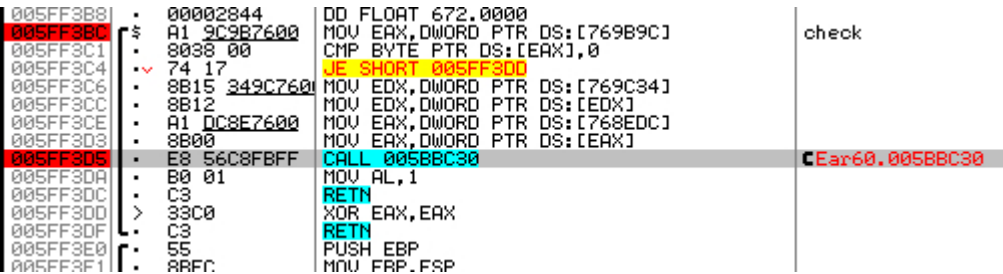 005FF3B8 . 00002844 DD FLOAT 672.0000
005FF3BC $ A1 9C9B7600 MOV EAX,DWORD PTR DS:[769B9C] check
005FF3C1 . 8038 00 CMP BYTE PTR DS:[EAX],0
005FF3C4 .v 74 17 JE SHORT 005FF3DD
005FF3C6 . 8B15 349C760 MOV EDX,DWORD PTR DS:[769C34]
005FF3CC . 8B12 MOV EDX,DWORD PTR DS:[EDX]
005FF3CE . A1 DC8E7600 MOV EAX,DWORD PTR DS:[768EDC]
005FF3D3 . 8B00 MOV EAX,DWORD PTR DS:[EAX]
005FF3D5 . E8 56C8FBFF CALL 005BBC30 CEar60.005BBC30
005FF3DA . B0 01 MOV AL,1
005FF3DC . C3 RETN
005FF3DD > 33C0 XOR EAX,EAX
005FF3DF . C3 RETN
005FF3E0 . 55 PUSH EBP
005FF3E1 . 8BEC MOV EBP,ESP